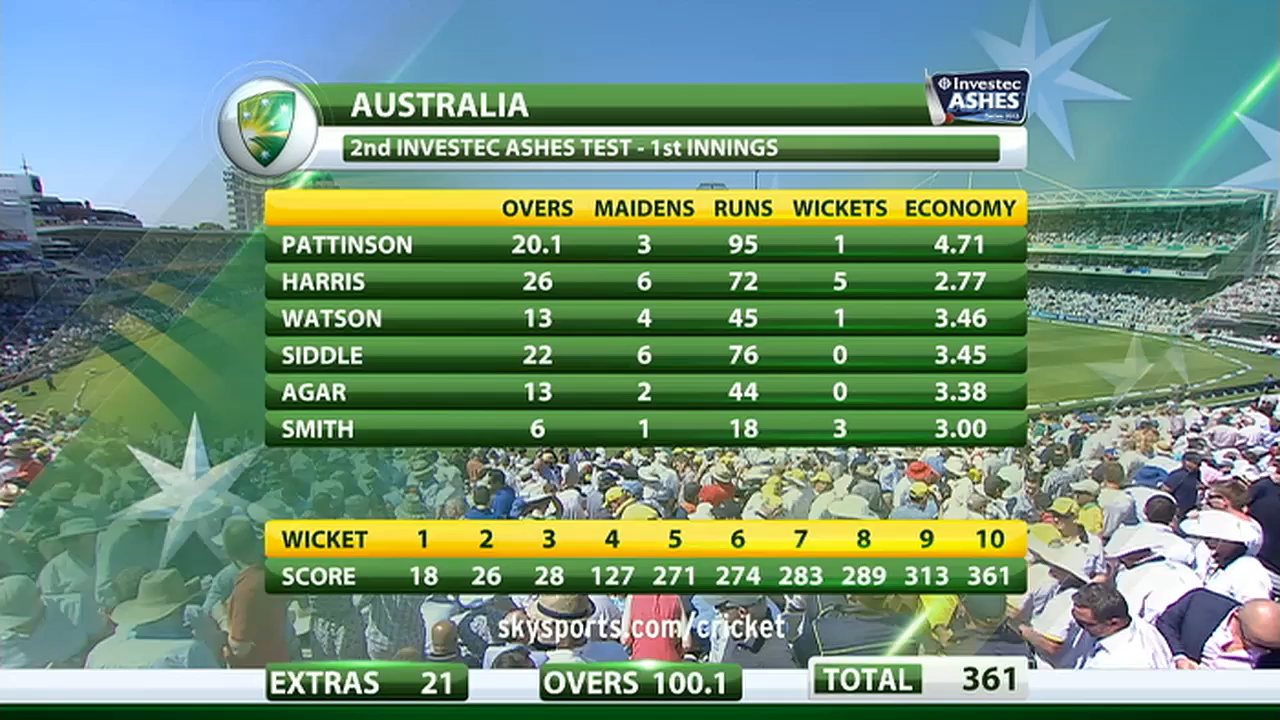 AUSTRALIA
Investec
ASHES
Series 2013
2nd INVESTEC ASHES TEST - 1st INNINGS
OVERS MAIDENS RUNS WICKETS ECONOMY
PATTINSON 20.1 3 95 1 4.71
HARRIS 26 6 72 5 2.77
WATSON 13 4 45 1 3.46
SIDDLE 22 6 76 0 3.45
AGAR 13 2 44 0 3.38
SMITH 6 1 18 3 3.00
WICKET 1 2 3 4 5 6 7 8 9 10
SCORE 18 26 28 127 271 274 283 289 313 361
skysports.com/cricket
EXTRAS 21 OVERS 100.1 TOTAL 361